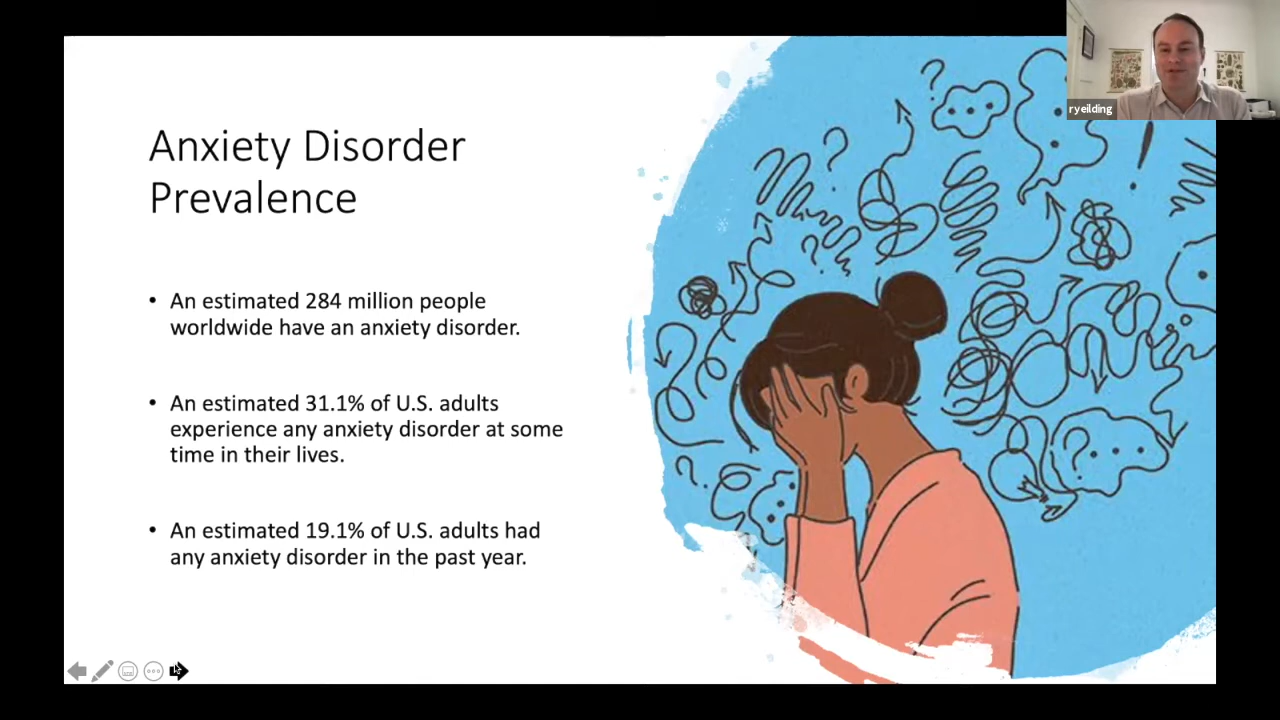 Anxiety Disorder
Prevalence
• An estimated 284 million people
worldwide have an anxiety disorder.
• An estimated 31.1% of U.S. adults
experience any anxiety disorder at some
time in their lives.
• An estimated 19.1% of U.S. adults had
any anxiety disorder in the past year.
ryeilding